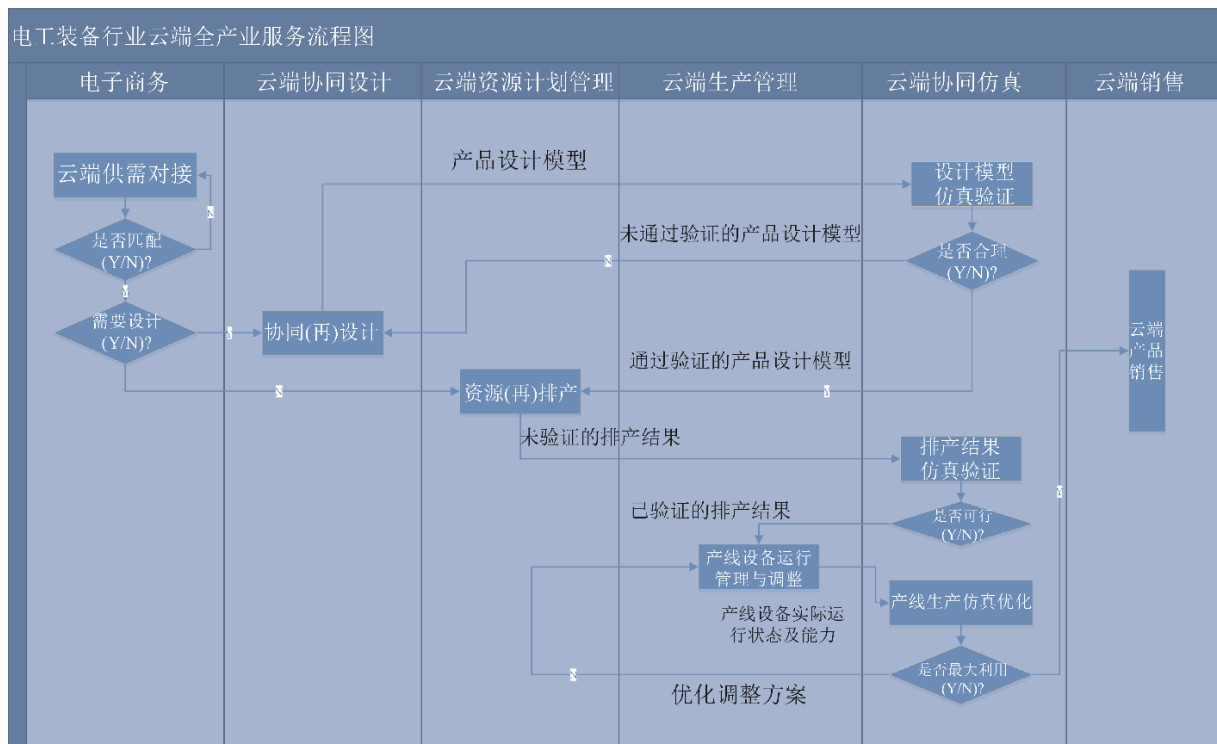 电工装备行业云端全产业服务流程图
电子商务
云端协同设计
云端资源计划管理
云端生产管理
云端协同仿真
云端销售
云端供需对接
产品设计模型
设计模型
仿真验证
N
是否匹配
(Y/N)?
未通过验证的产品设计模型
是否合理
(Y/N)?
N
Y
需要设计
(Y/N)?
Y
协同(再)设计
云端
产品
销售
通过验证的产品设计模型
N
资源(再)排产
Y
未验证的排产结果
排产结果
仿真验证
Y
已验证的排产结果
是否可行
(Y/N)?
产线设备运行
管理与调整
产线生产仿真优化
产线设备实际运
行状态及能力
是否最大利用
(Y/N)?
N
优化调整方案